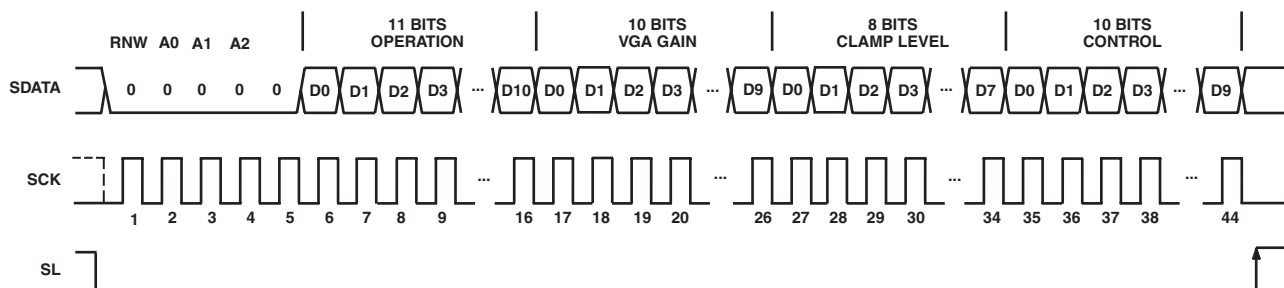 11 BITS
OPERATION
10 BITS
VGA GAIN
8 BITS
CLAMP LEVEL
10 BITS
CONTROL
RNW A0 A1 A2
SDATA 0 0 0 0 0 D0 D1 D2 D3 ... D10 D0 D1 D2 D3 ... D9 D0 D1 D2 D3 ... D7 D0 D1 D2 D3 ... D9
SCK ... ... ... ...
1 2 3 4 5 6 7 8 9 16 17 18 19 20 26 27 28 29 30 34 35 36 37 38 44
SL